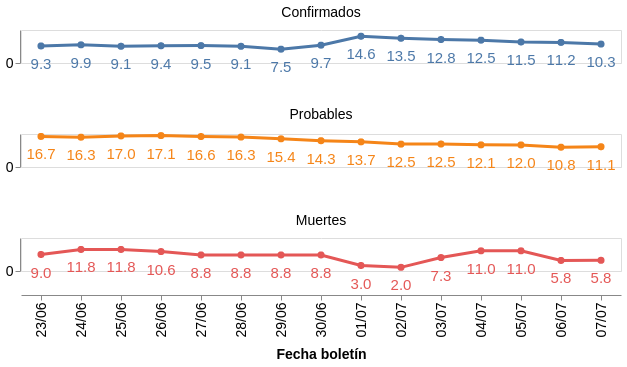 Confirmados
0
9.3 9.9 9.1 9.4 9.5 9.1 7.5 9.7 14.6 13.5 12.8 12.5 11.5 11.2 10.3
Probables
0
16.7 16.3 17.0 17.1 16.6 16.3 15.4 14.3 13.7 12.5 12.5 12.1 12.0 10.8 11.1
Muertes
0
9.0 11.8 11.8 10.6 8.8 8.8 8.8 8.8 3.0 2.0 7.3 11.0 11.0 5.8 5.8
23/06 24/06 25/06 26/06 27/06 28/06 29/06 30/06 01/07 02/07 03/07 04/07 05/07 06/07 07/07
Fecha boletín